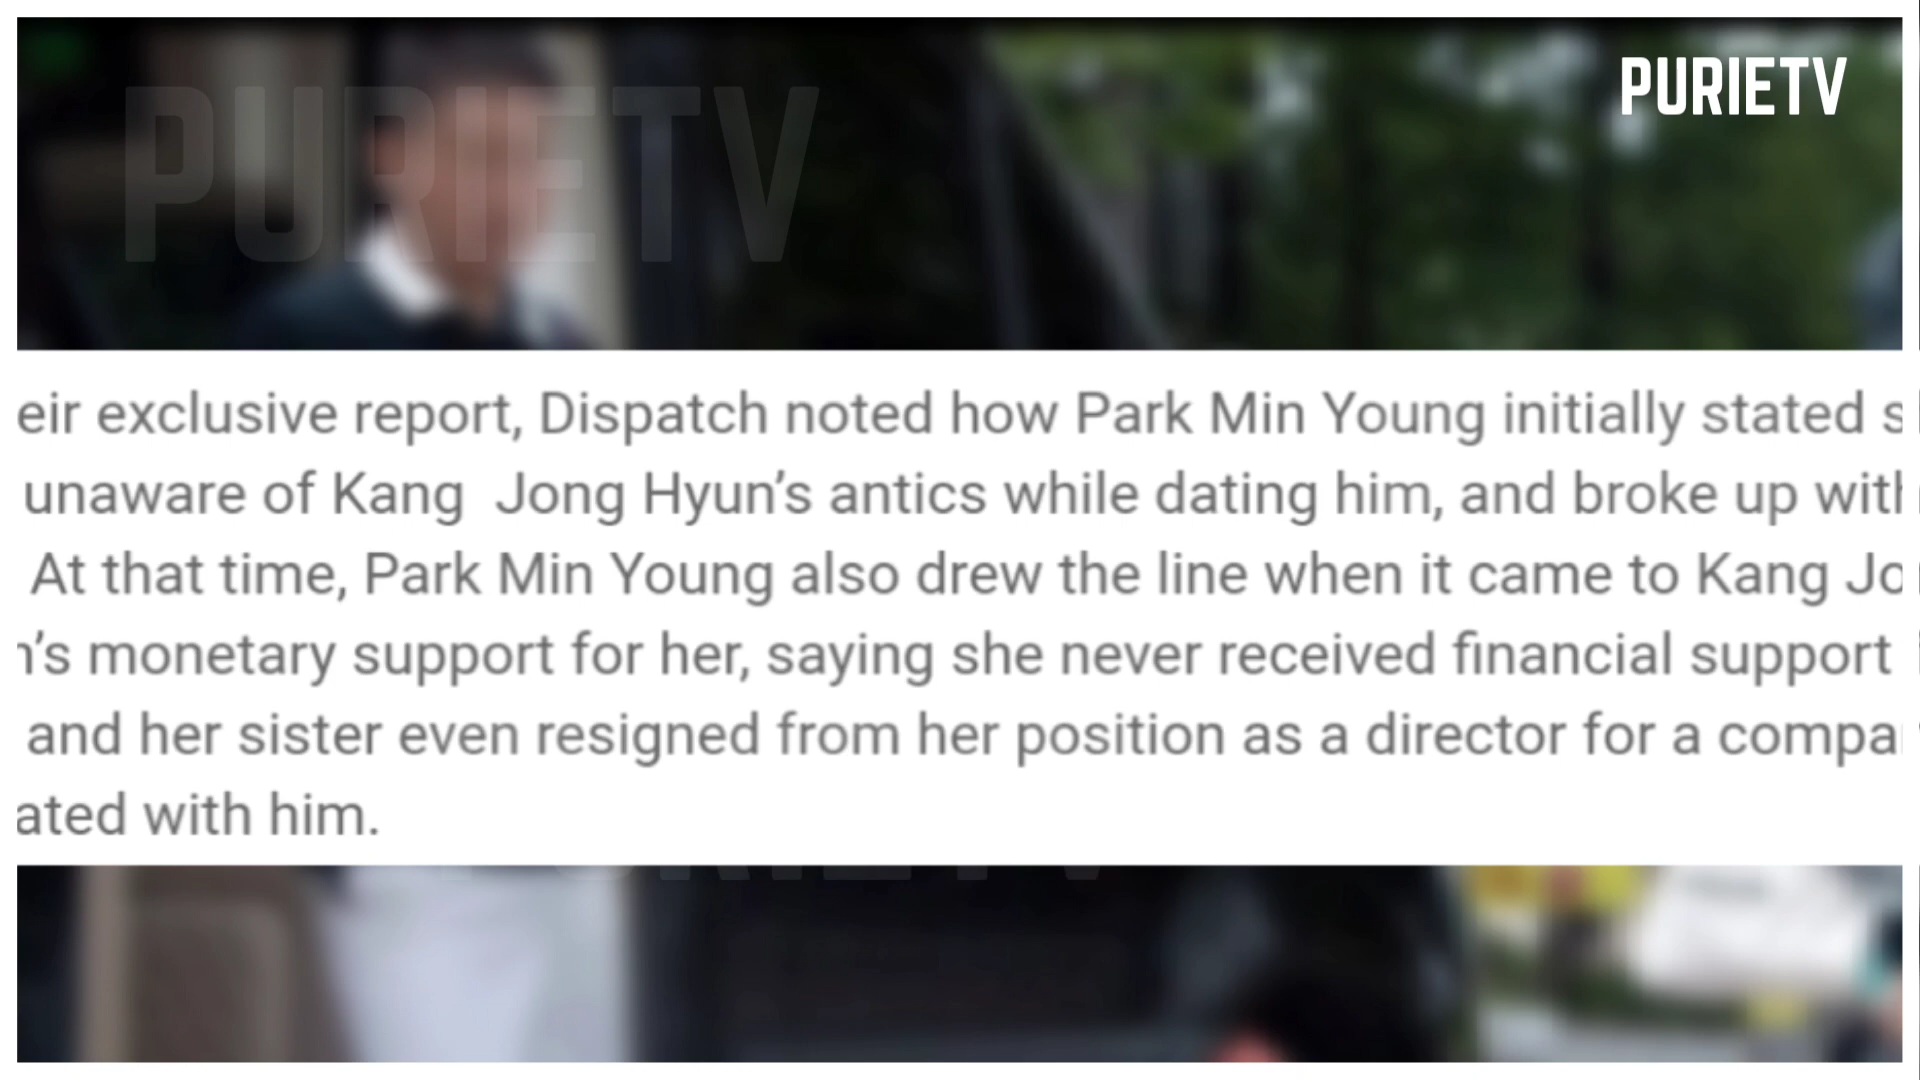 PURIETV
PURIETV
eir exclusive report, Dispatch noted how Park Min Young initially stated s
unaware of Kang Jong Hyun’s antics while dating him, and broke up with
At that time, Park Min Young also drew the line when it came to Kang Jo
’s monetary support for her, saying she never received financial support
and her sister even resigned from her position as a director for a compa
ated with him.